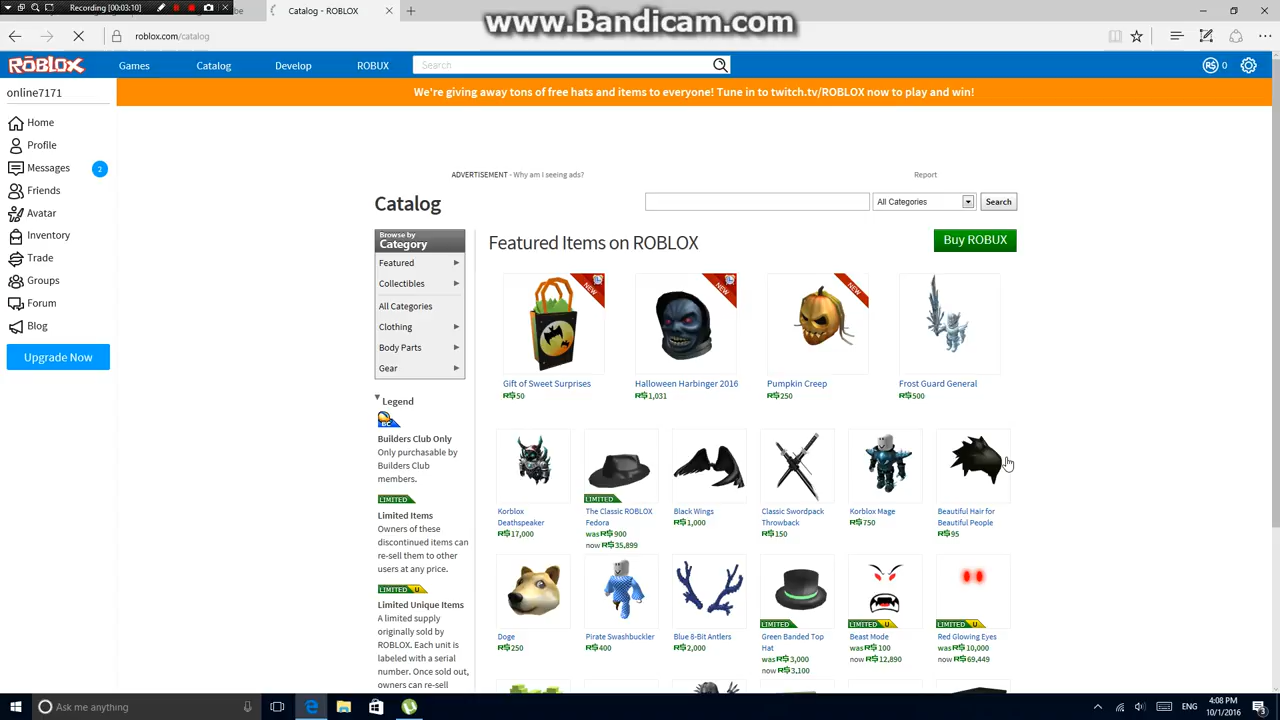 www.Bandicam.com
Recording [00:03:10]
be
Catalog - ROBLOX
roblox.com/catalog
ROBLOX
Games
Catalog
Develop
ROBUX
Search
R$ 0
We're giving away tons of free hats and items to everyone! Tune in to twitch.tv/ROBLOX now to play and win!
online7171
Home
Profile
Messages
2
Friends
Avatar
Inventory
Trade
Groups
Forum
Blog
Upgrade Now
ADVERTISEMENT - Why am I seeing ads?
Report
Catalog
All Categories
Search
Browse by
Category
Featured
Collectibles
All Categories
Clothing
Body Parts
Gear
Legend
BC
Builders Club Only
Only purchasable by
Builders Club
members.
LIMITED
Limited Items
Owners of these
discontinued items can
re-sell them to other
users at any price.
LIMITED U
Limited Unique Items
A limited supply
originally sold by
ROBLOX. Each unit is
labeled with a serial
number. Once sold out,
owners can re-sell
Featured Items on ROBLOX
Buy ROBUX
NEW
NEW
NEW
Gift of Sweet Surprises
R$50
Halloween Harbinger 2016
R$1,031
Pumpkin Creep
R$250
Frost Guard General
R$500
Korblox
Deathspeaker
R$17,000
LIMITED
The Classic ROBLOX
Fedora
was R$900
now R$35,899
Black Wings
R$1,000
Classic Swordpack
Throwback
R$150
Korblox Mage
R$750
Beautiful Hair for
Beautiful People
R$95
Doge
R$250
Pirate Swashbuckler
R$400
Blue 8-Bit Antlers
R$2,000
LIMITED
Green Banded Top
Hat
was R$3,000
now R$3,100
LIMITED U
Beast Mode
was R$100
now R$12,890
LIMITED U
Red Glowing Eyes
was R$10,000
now R$69,449
Ask me anything
ENG
4:08 PM
10/1/2016
3